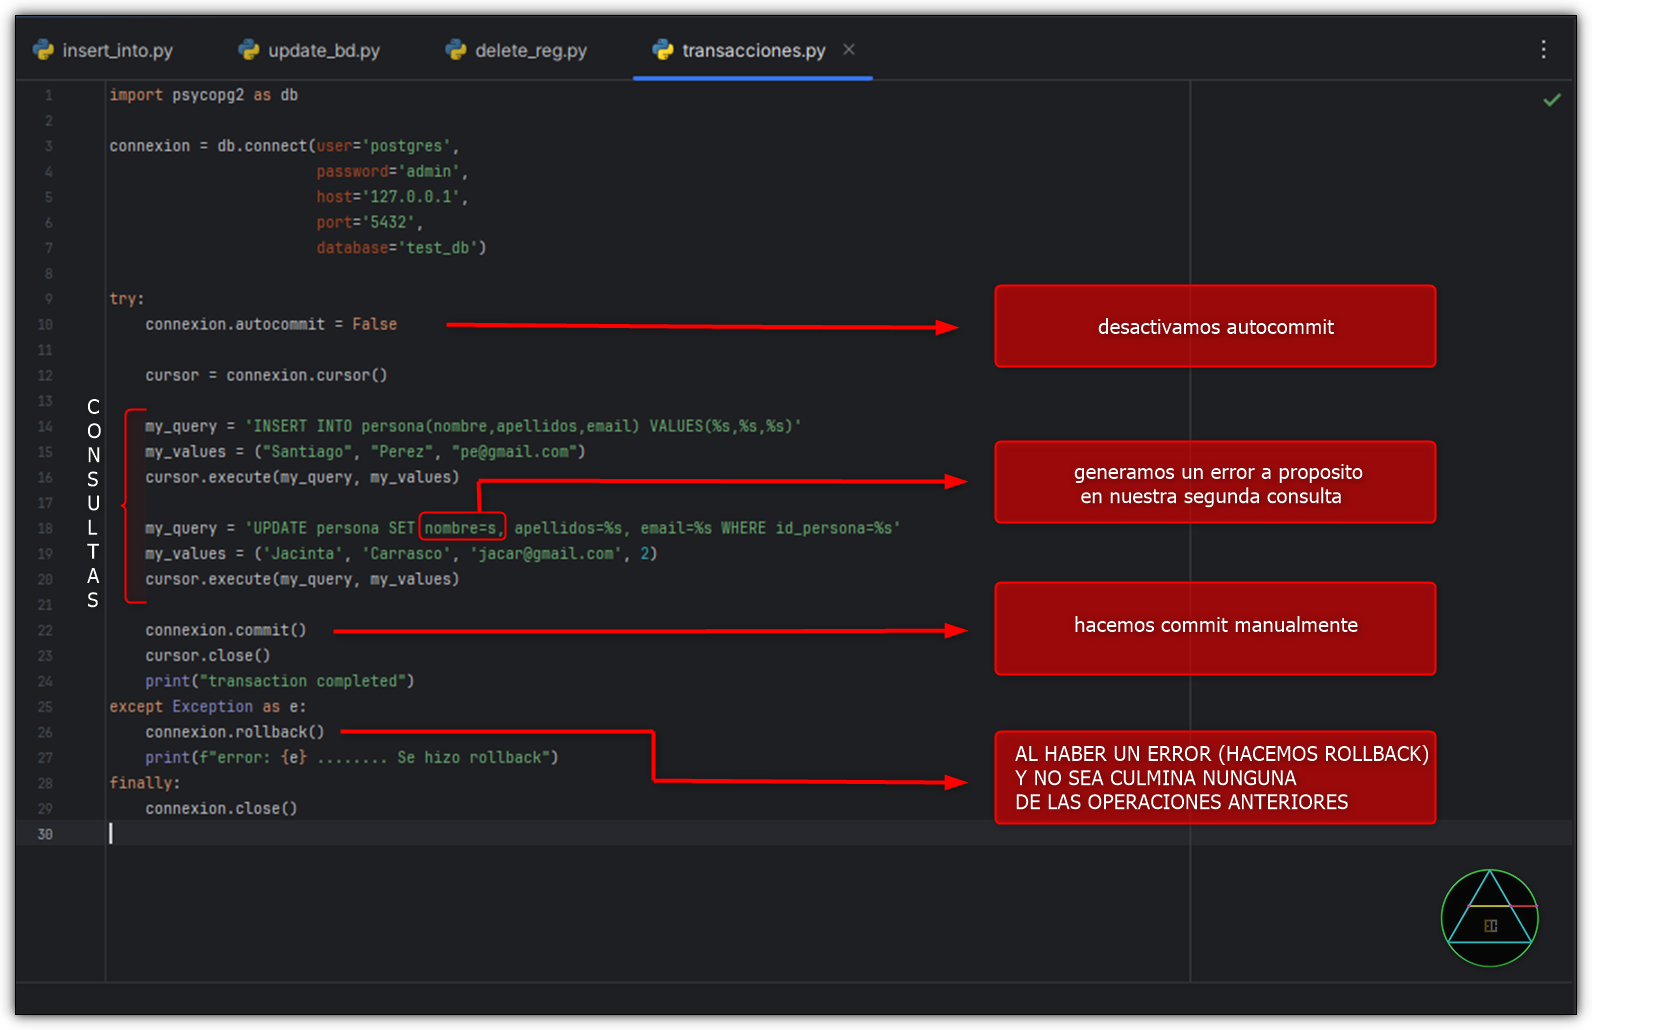 insert_into.py update_bd.py delete_reg.py transacciones.py
1 import psycopg2 as db
2
3 connexion = db.connect(user='postgres',
4 password='admin',
5 host='127.0.0.1',
6 port='5432',
7 database='test_db')
8
9 try:
10 connexion.autocommit = False
desactivamos autocommit
11
12 cursor = connexion.cursor()
13
CONSULTAS
14 my_query = 'INSERT INTO persona(nombre,apellidos,email) VALUES(%s,%s,%s)'
15 my_values = ("Santiago", "Perez", "pe@gmail.com")
16 cursor.execute(my_query, my_values)
generamos un error a proposito
en nuestra segunda consulta
17
18 my_query = 'UPDATE persona SET nombre=s, apellidos=%s, email=%s WHERE id_persona=%s'
19 my_values = ('Jacinta', 'Carrasco', 'jacar@gmail.com', 2)
20 cursor.execute(my_query, my_values)
21
22 connexion.commit()
hacemos commit manualmente
23 cursor.close()
24 print("transaction completed")
25 except Exception as e:
26 connexion.rollback()
27 print(f"error: {e} ........ Se hizo rollback")
AL HABER UN ERROR (HACEMOS ROLLBACK)
Y NO SEA CULMINA NUNGUNA
DE LAS OPERACIONES ANTERIORES
28 finally:
29 connexion.close()
30